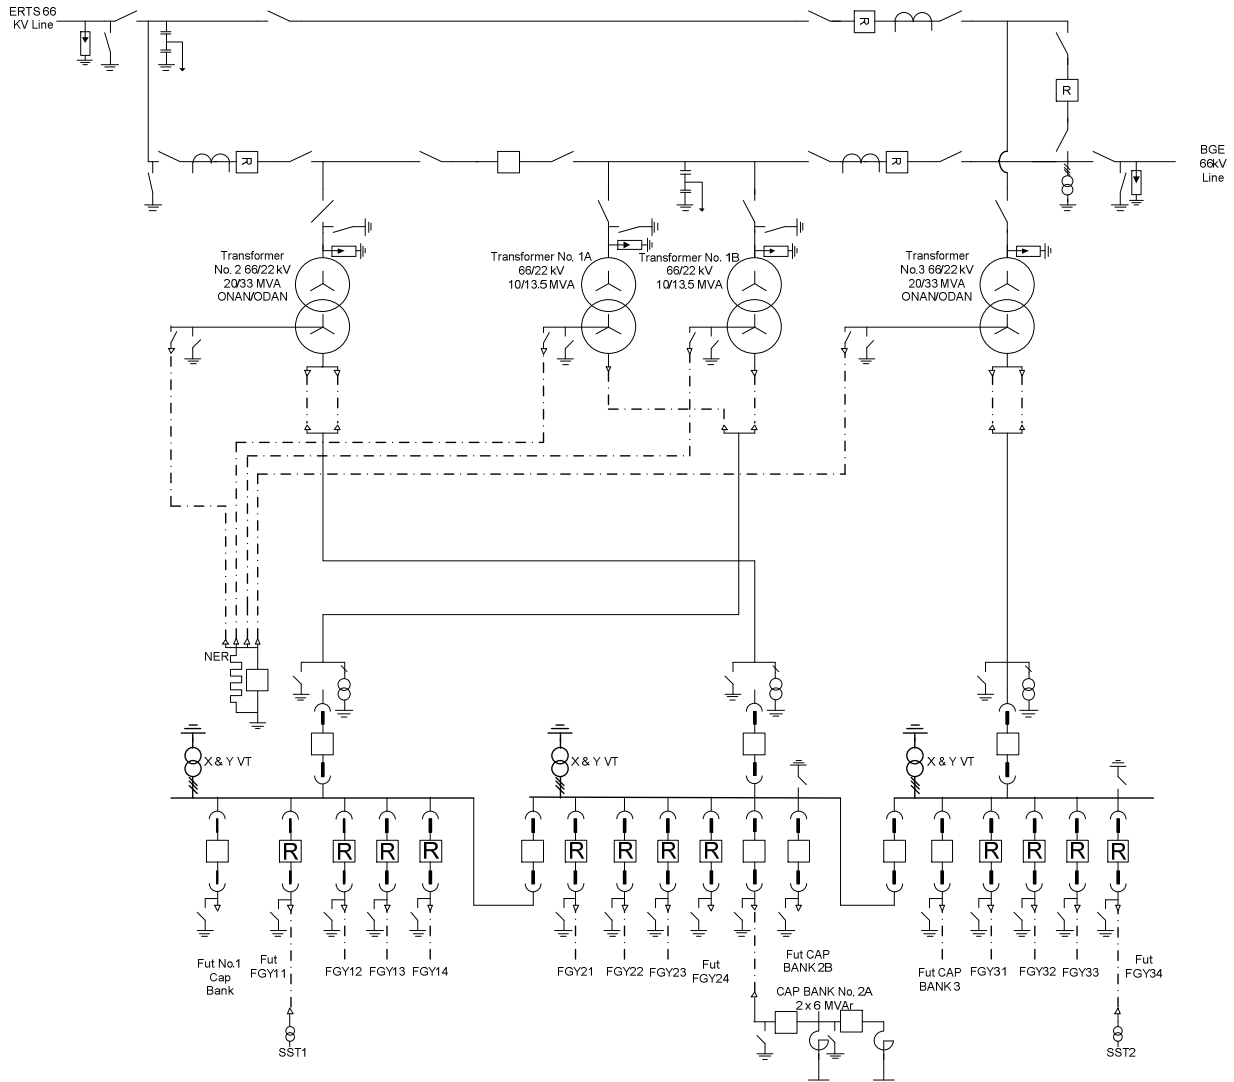 ERTS 66
KV Line
R
R
R
R
BGE
66kV
Line
Transformer
No. 2 66/22 kV
20/33 MVA
ONAN/ODAN
Transformer No. 1A
66/22 kV
10/13.5 MVA
Transformer No. 1B
66/22 kV
10/13.5 MVA
Transformer
No.3 66/22 kV
20/33 MVA
ONAN/ODAN
NER
X & Y VT
X & Y VT
X & Y VT
R
R
R
R
R
R
R
R
R
R
R
R
Fut No.1
Cap
Bank
Fut
FGY11
FGY12
FGY13
FGY14
FGY21
FGY22
FGY23
Fut
FGY24
Fut CAP
BANK 2B
Fut CAP
BANK 3
FGY31
FGY32
FGY33
Fut
FGY34
CAP BANK No. 2A
2 x 6 MVAr
SST1
SST2